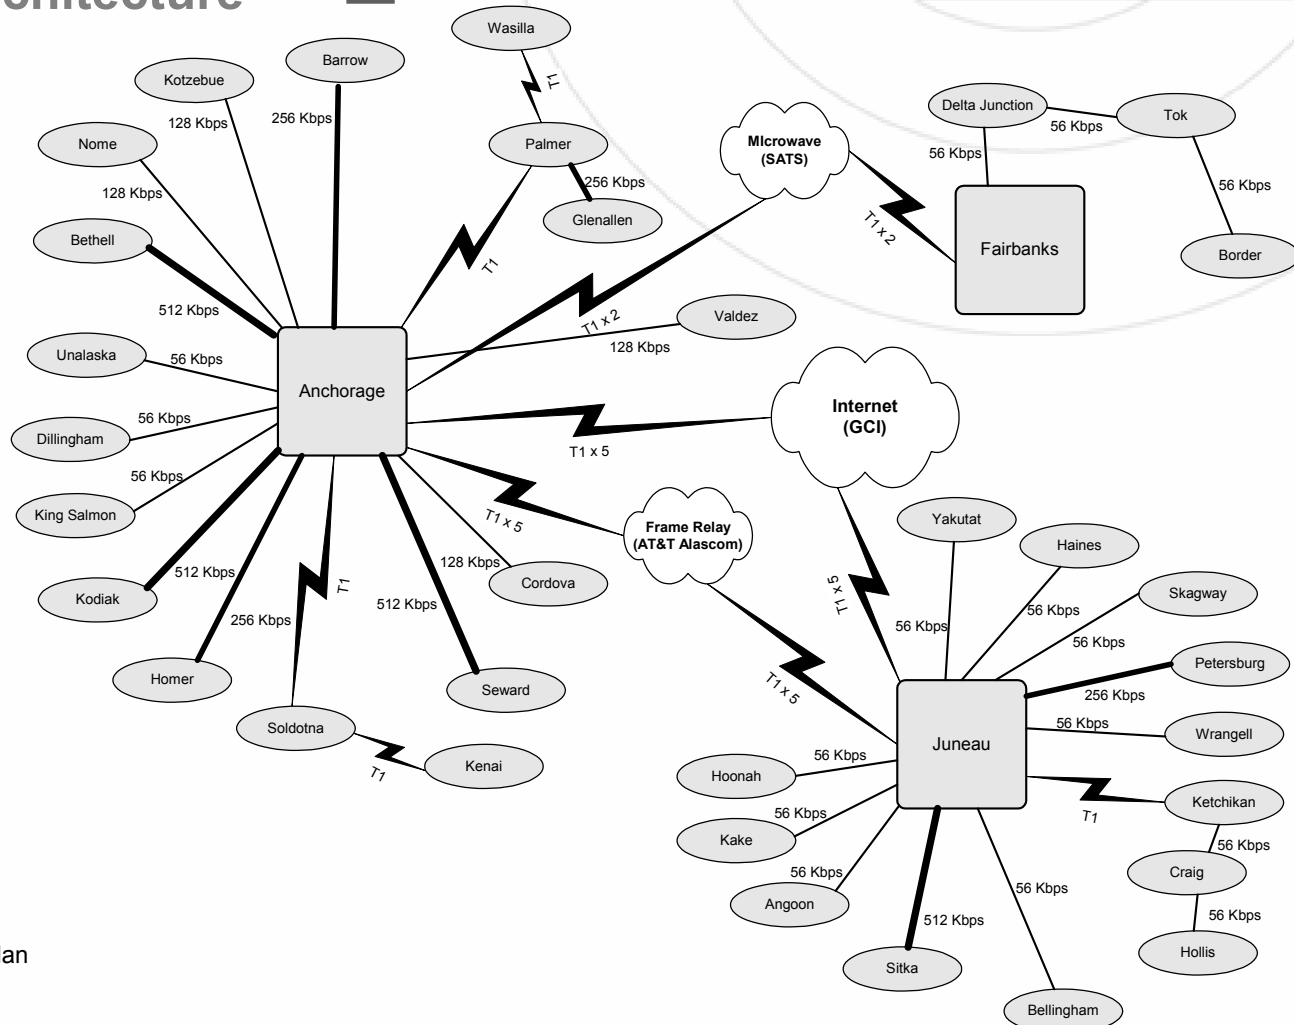 chitecture
Wasilla
Barrow
Kotzebue
T1
128 Kbps
256 Kbps
Nome
Palmer
MIcrowave
(SATS)
Delta Junction
Tok
56 Kbps
56 Kbps
128 Kbps
256 Kbps
56 Kbps
Glenallen
T1 x 2
Bethell
T1
Fairbanks
Border
512 Kbps
T1 x 2
Valdez
128 Kbps
Unalaska
56 Kbps
Anchorage
Internet
(GCI)
56 Kbps
Dillingham
T1 x 5
56 Kbps
King Salmon
T1 x 5
Frame Relay
(AT&T Alascom)
Yakutat
Haines
512 Kbps
T1
128 Kbps
Cordova
T1 x 5
Kodiak
512 Kbps
56 Kbps
56 Kbps
Skagway
256 Kbps
56 Kbps
Homer
Seward
T1 x 5
Petersburg
256 Kbps
Soldotna
56 Kbps
Wrangell
Juneau
T1
Kenai
56 Kbps
Hoonah
T1
Ketchikan
56 Kbps
Kake
56 Kbps
56 Kbps
Craig
Angoon
56 Kbps
512 Kbps
56 Kbps
Hollis
lan
Sitka
Bellingham